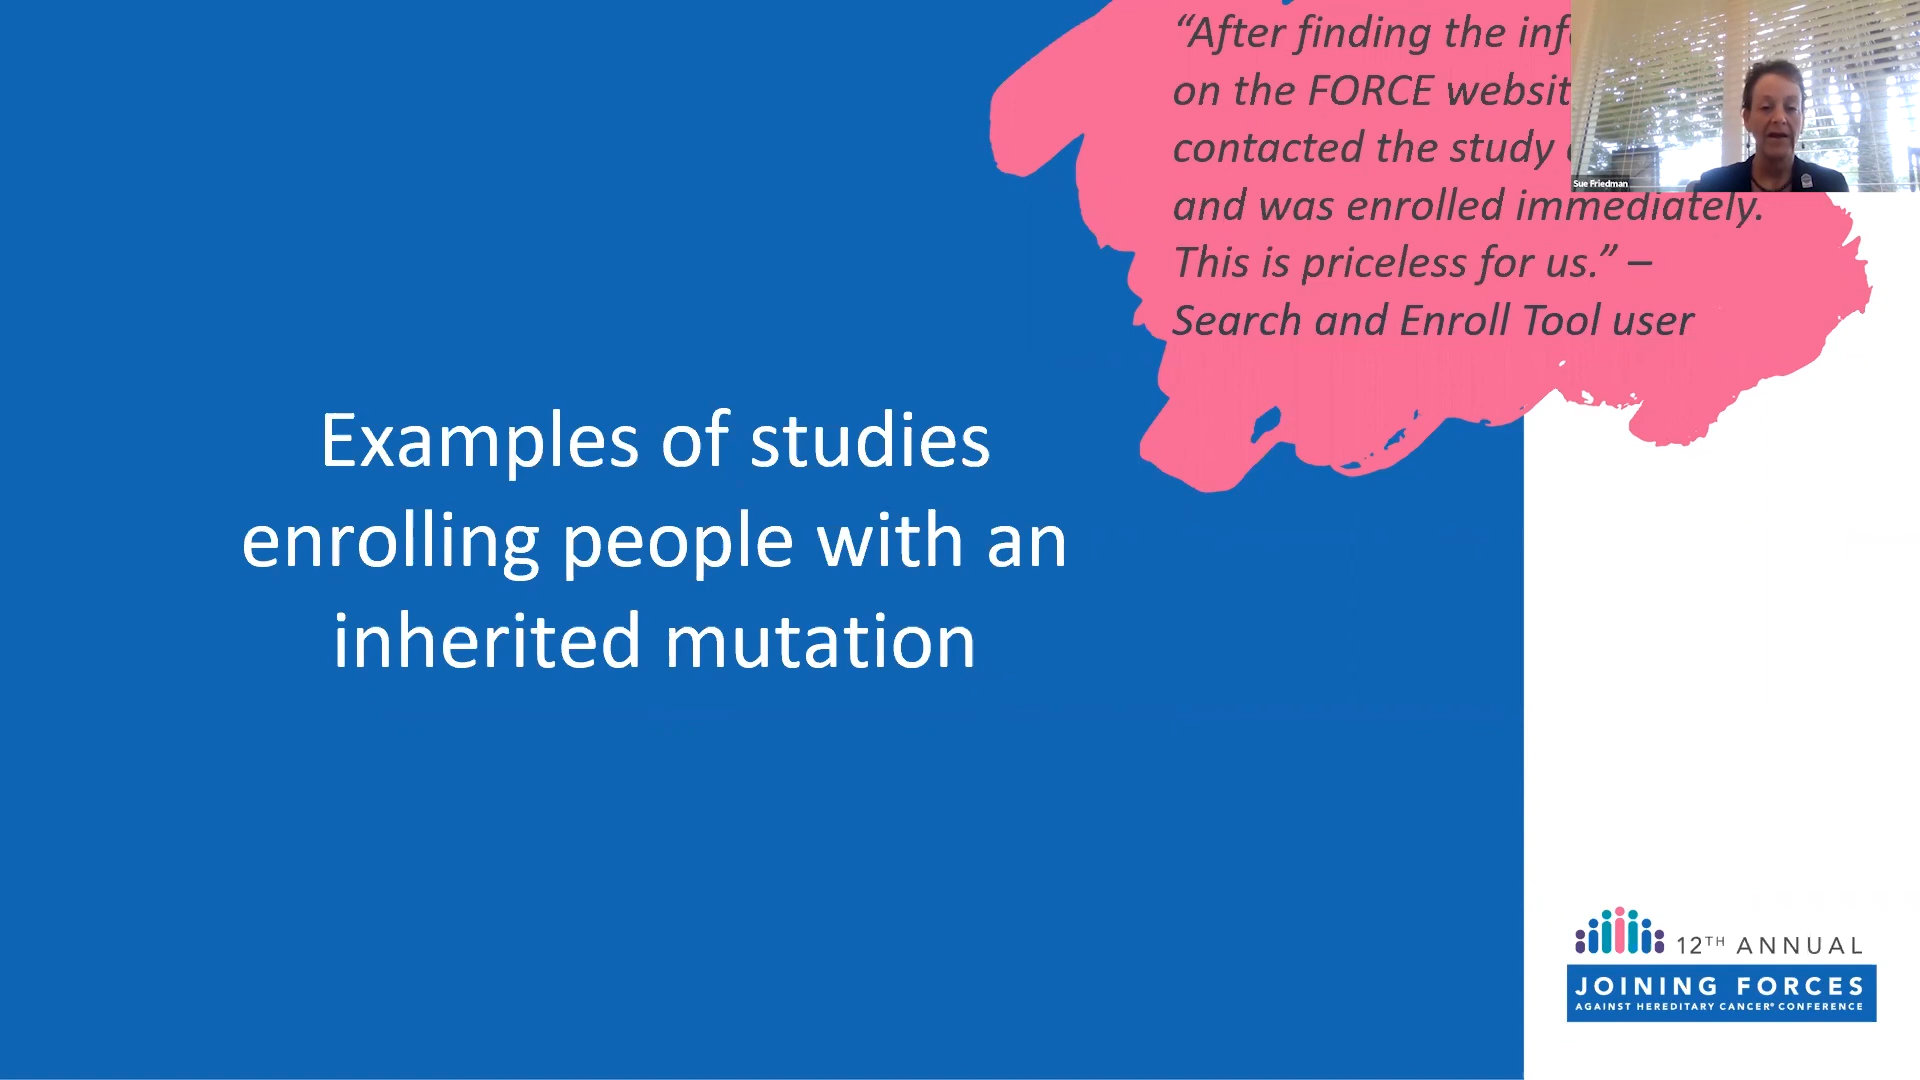 “After finding the
on the FORCE
contacted the study
and was enrolled immediately.
This is priceless for us.” –
Search and Enroll Tool user
Sue Friedman
Examples of studies
enrolling people with an
inherited mutation
12TH ANNUAL
JOINING FORCES
AGAINST HEREDITARY CANCER® CONFERENCE